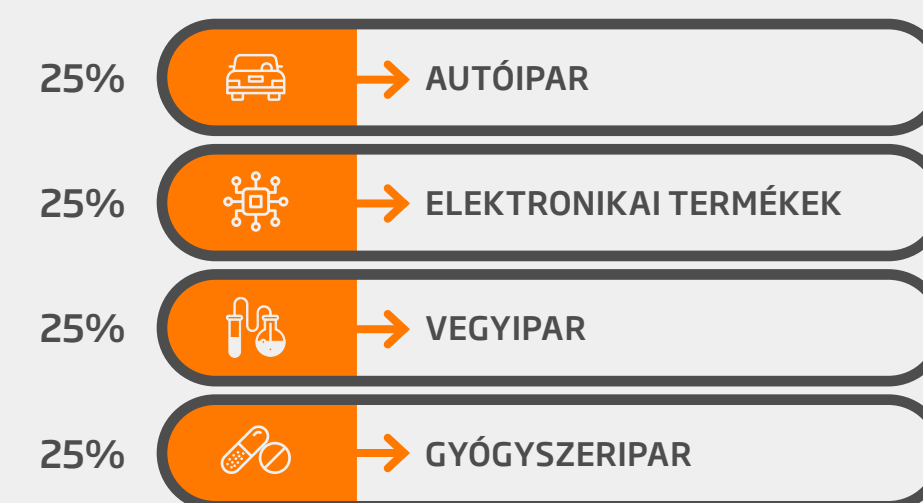 25% AUTÓIPAR
25% ELEKTRONIKAI TERMÉKEK
25% VEGYIPAR
25% GYÓGYSZERIPAR